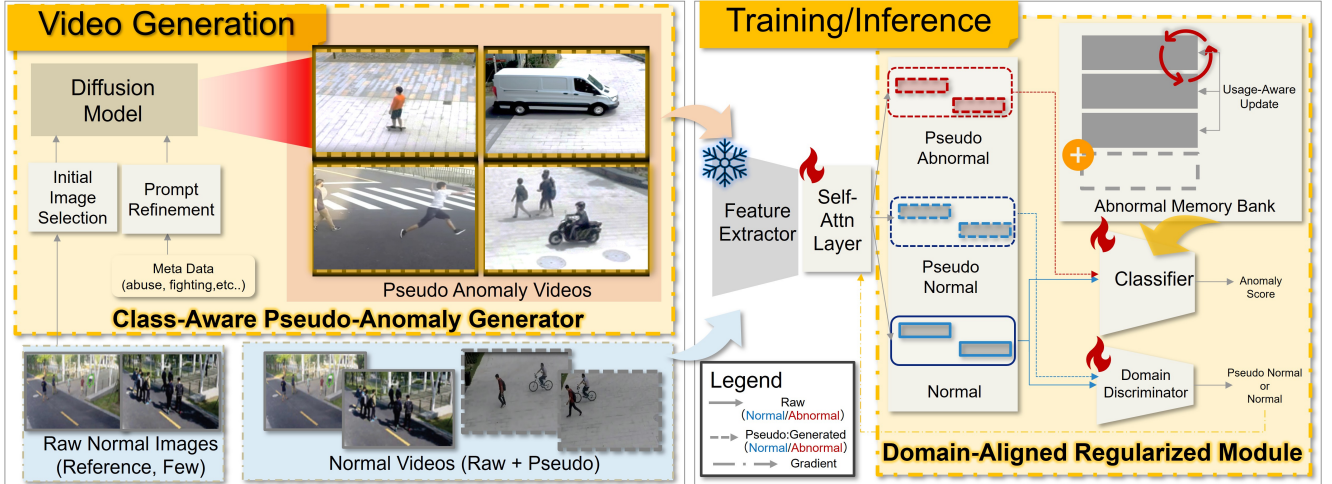 Video Generation
Diffusion
Model
Initial
Image
Selection
Prompt
Refinement
Meta Data
(abuse, fighting,etc..)
Pseudo Anomaly Videos
Class-Aware Pseudo-Anomaly Generator
Raw Normal Images
(Reference, Few)
Normal Videos (Raw + Pseudo)
Training/Inference
Feature
Extractor
Self-
Attn
Layer
Pseudo
Abnormal
Pseudo
Normal
Normal
Usage-Aware
Update
+
Abnormal Memory Bank
Classifier
Anomaly
Score
Domain
Discriminator
Pseudo Normal
or
Normal
Domain-Aligned Regularized Module
Legend
Raw
(Normal/Abnormal)
Pseudo:Generated
(Normal/Abnormal)
Gradient